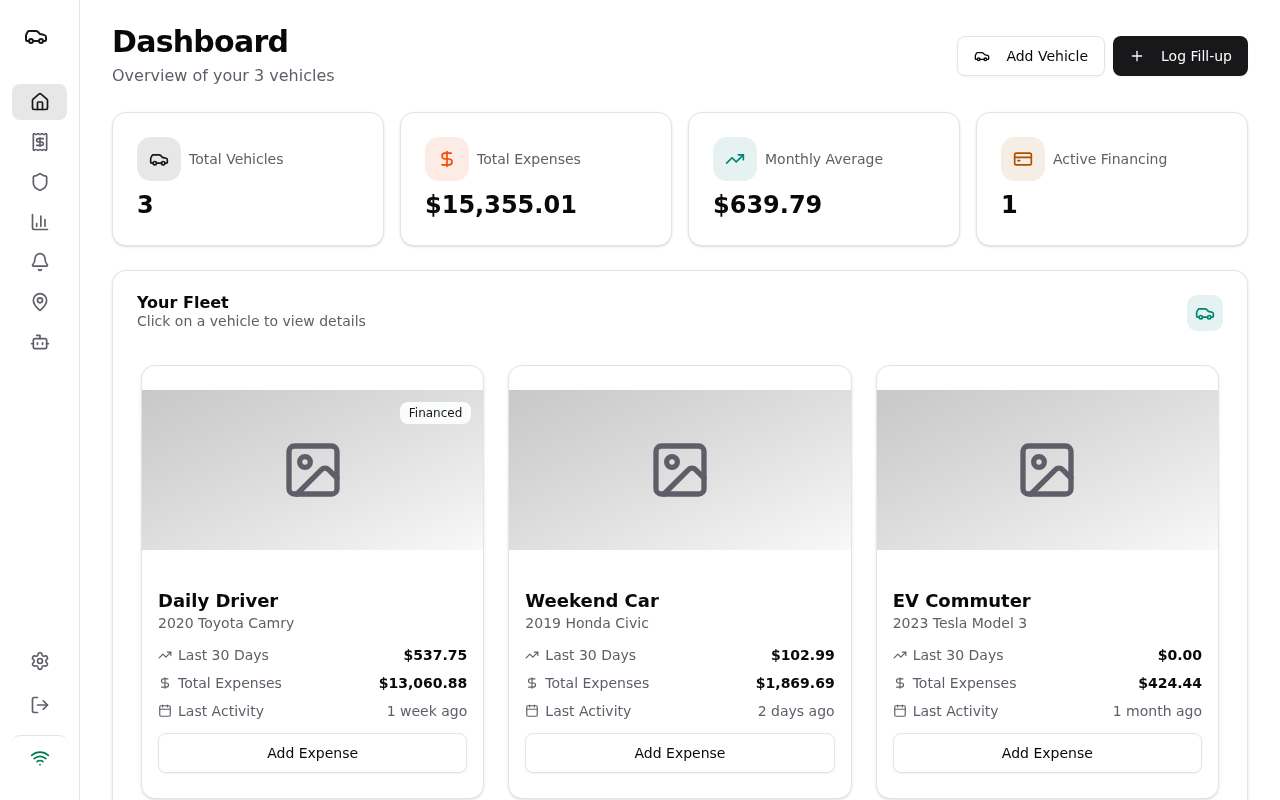 Dashboard
Overview of your 3 vehicles
Add Vehicle
Log Fill-up
Total Vehicles
3
Total Expenses
$15,355.01
Monthly Average
$639.79
Active Financing
1
Your Fleet
Click on a vehicle to view details
Financed
Daily Driver
2020 Toyota Camry
Last 30 Days $537.75
Total Expenses $13,060.88
Last Activity 1 week ago
Add Expense
Weekend Car
2019 Honda Civic
Last 30 Days $102.99
Total Expenses $1,869.69
Last Activity 2 days ago
Add Expense
EV Commuter
2023 Tesla Model 3
Last 30 Days $0.00
Total Expenses $424.44
Last Activity 1 month ago
Add Expense